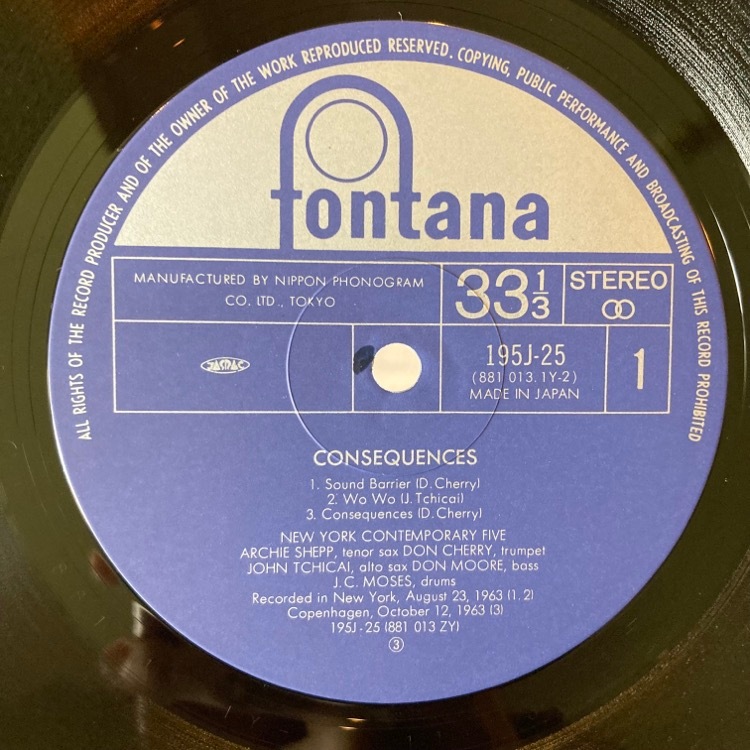 ALL RIGHTS OF THE RECORD PRODUCER AND OF THE OWNER OF THE WORK REPRODUCED RESERVED. COPYING, PUBLIC PERFORMANCE AND BROADCASTING OF THIS RECORD PROHIBITED
fontana
MANUFACTURED BY NIPPON PHONOGRAM
CO. LTD., TOKYO
33 1/3
STEREO
JASRAC
195J-25
(881 013.1Y-2)
MADE IN JAPAN
1
CONSEQUENCES
1. Sound Barrier (D. Cherry)
2. Wo Wo (J. Tchicai)
3. Consequences (D. Cherry)
NEW YORK CONTEMPORARY FIVE
ARCHIE SHEPP, tenor sax DON CHERRY, trumpet
JOHN TCHICAI, alto sax DON MOORE, bass
J.C. MOSES, drums
Recorded in New York, August 23, 1963 (1. 2)
Copenhagen, October 12, 1963 (3)
195J-25 (881 013 ZY)
③